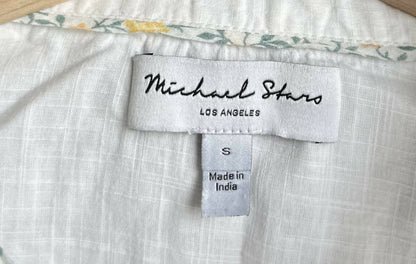 Michael Stars
LOS ANGELES
S
Made in
India